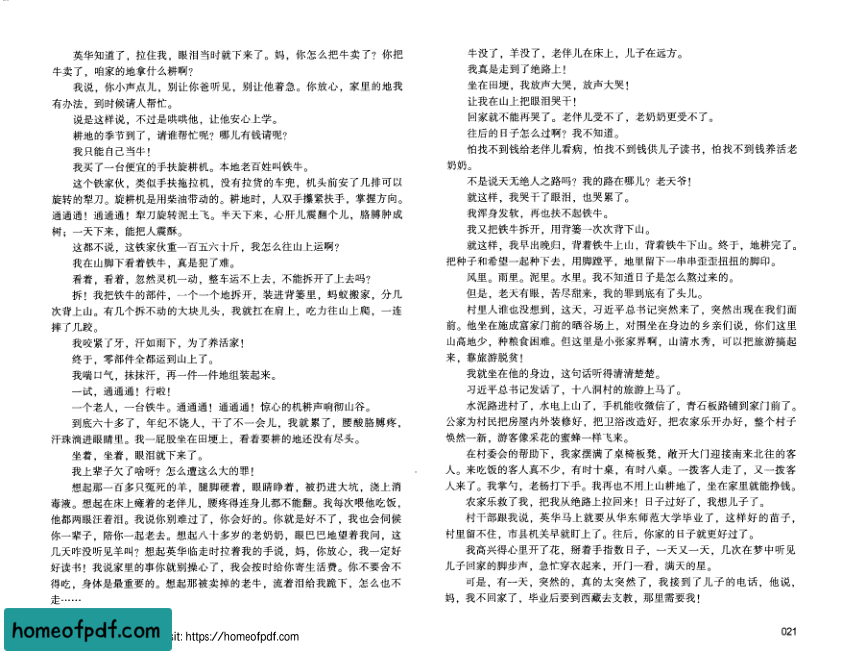 英华知道了，拉住我，眼泪当时就下来了。妈，你怎么把牛卖了？你把
牛卖了，咱家的地拿什么耕啊？
我说，你小声点儿，别让你爸听见，别让他着急。你放心，家里的地我
有办法，到时候请人帮忙。
说是这样说，不过是哄哄他，让他安心上学。
耕地的季节到了，请谁帮忙呢？哪儿有钱请呢？
我只能自己当牛！
我买了一台便宜的手扶旋耕机。本地老百姓叫铁牛。
这个铁家伙，类似手扶拖拉机，没有拉货的车兜，机头前安了几排可以
旋转的犁刀。旋耕机是用柴油带动的。耕地时，人双手攥紧扶手，掌握方向。
通通通！通通通！犁刀旋转泥土飞。半天下来，心肝儿震翻个儿，胳膊肿成
树；一天下来，能把人震酥。
这都不说，这铁家伙重一百五六十斤，我怎么往山上运啊？
我在山脚下看着铁牛，真是犯了难。
看着，看着，忽然灵机一动，整车运不上去，不能拆开了上去吗？
拆！我把铁牛的部件，一个一个地拆开，装进背篓里，蚂蚁搬家，分几
次背上山。有几个拆不动的大块儿头，我就扛在肩上，吃力往山上爬，一连
摔了几跤。
我咬紧了牙，汗如雨下，为了养活家！
终于，零部件全都运到山上了。
我喘口气，抹抹汗，再一件一件地组装起来。
一试，通通通！行啦！
一个老人，一台铁牛。通通通！通通通！惊心的机耕声响彻山谷。
到底六十多了，年纪不饶人，干了不一会儿，我就累了，腰酸胳膊疼，
汗珠淌进眼睛里。我一屁股坐在田埂上，看着要耕的地还没有尽头。
坐着，坐着，眼泪就下来了。
我上辈子欠了啥呀？怎么遭这么大的罪！
想起那一百多只冤死的羊，腿脚硬着，眼睛睁着，被扔进大坑，浇上消
毒液。想起在床上瘫着的老伴儿，腰疼得连身儿都不能翻。我每次喂他吃饭，
他都两眼汪着泪。我说你别难过了，你会好的。你就是好不了，我也会伺候
你一辈子，陪你一起老去。想起八十多岁的老奶奶，眼巴巴地望着我问，这
几天咋没听见羊叫？想起英华临走时拉着我的手说，妈，你放心，我一定好
好读书！我说家里的事你就别操心了，我会按时给你寄生活费。你不要舍不
得吃，身体是最重要的。想起那被卖掉的老牛，流着泪给我跪下，怎么也不
走……
牛没了，羊没了，老伴儿在床上，儿子在远方。
我真是走到了绝路上！
坐在田埂，我放声大哭，放声大哭！
让我在山上把眼泪哭干！
回家就不能再哭了。老伴儿受不了，老奶奶更受不了。
往后的日子怎么过啊？我不知道。
怕找不到钱给老伴儿看病，怕找不到钱供儿子读书，怕找不到钱养活老
奶奶。
不是说天无绝人之路吗？我的路在哪儿？老天爷！
就这样，我哭干了眼泪，也哭累了。
我浑身发软，再也扶不起铁牛。
我又把铁牛拆开，用背篓一次次背下山。
就这样，我早出晚归，背着铁牛上山，背着铁牛下山。终于，地耕完了。
把种子和希望一起种下去，用脚蹚平，地里留下一串串歪歪扭扭的脚印。
风里。雨里。泥里。水里。我不知道日子是怎么熬过来的。
但是，老天有眼，苦尽甜来，我的罪到底有了头儿。
村里人谁也没想到，这天，习近平总书记突然来了，突然出现在我们面
前。他坐在施成富家门前的晒谷场上，对围坐在身边的乡亲们说，你们这里
山高地少，种粮食困难。但这里是小张家界啊，山清水秀，可以把旅游搞起
来，靠旅游脱贫！
我就坐在他的身边，这句话听得清清楚楚。
习近平总书记发话了，十八洞村的旅游上马了。
水泥路进村了，水电上山了，手机能收微信了，青石板路铺到家门前了。
公家为村民把房屋内外装修好，把卫浴改造好，把农家乐开办好，整个村子
焕然一新，游客像采花的蜜蜂一样飞来。
在村委会的帮助下，我家摆满了桌椅板凳，敞开大门迎接南来北往的客
人。来吃饭的客人真不少，有时十桌，有时八桌。一拨客人走了，又一拨客
人来了。我掌勺，老杨打下手。我再也不用上山耕地了，坐在家里就能挣钱。
农家乐救了我，把我从绝路上拉回来！日子过好了，我想儿子了。
村干部跟我说，英华马上就要从华东师范大学毕业了，这样好的苗子，
村里留不住，市县机关早就盯上了。往后，你家的日子就更好过了。
我高兴得心里开了花，掰着手指数日子，一天又一天，几次在梦中听见
儿子回家的脚步声，急忙穿衣起来，开门一看，满天的星。
可是，有一天，突然的，真的太突然了，我接到了儿子的电话，他说，
妈，我不回家了，毕业后要到西藏去支教，那里需要我！
homeofpdf.com
sit: https://homeofpdf.com
021